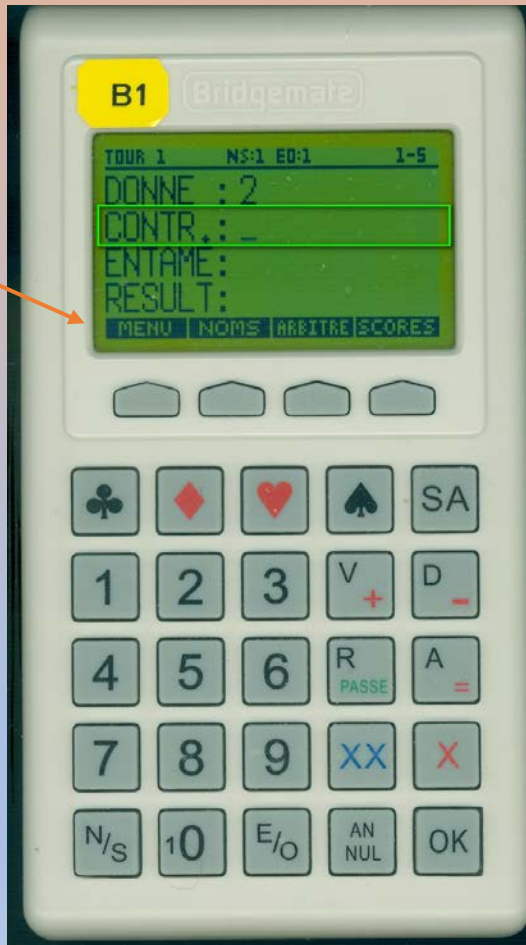 B1
Bridgemate
TOUR 1 NS:1 EO:1 1-5
DONNE : 2
CONTR. : _
ENTAME:
RESULT:
MENU NOMS ARBITRE SCORES
♣ ♦ ♥ ♠ SA
1 2 3 V + D -
4 5 6 R PASSE A =
7 8 9 XX X
N/S 10 E/O AN NUL OK